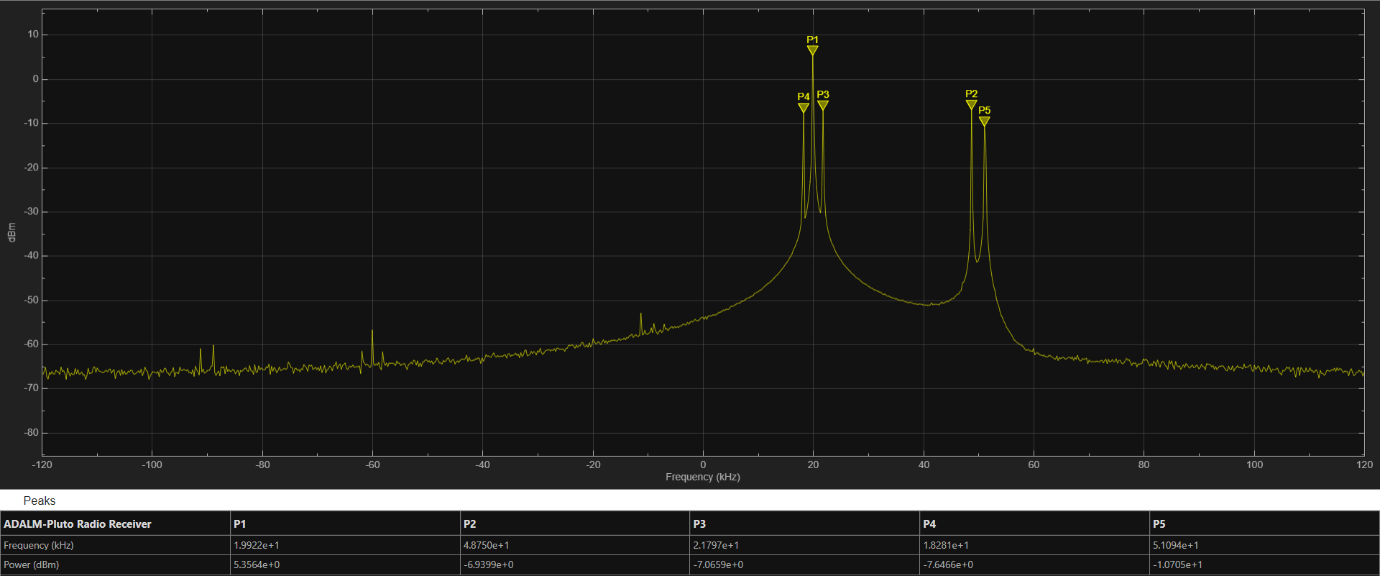 10
P1
0
P4 P3 P2
-10
P5
-20
-30
dBm
-40
-50
-60
-70
-80
-120 -100 -80 -60 -40 -20 0 20 40 60 80 100 120
Frequency (kHz)
Peaks
ADALM-Pluto Radio Receiver P1 P2 P3 P4 P5
Frequency (kHz) 1.9922e+1 4.8750e+1 2.1797e+1 1.8281e+1 5.1094e+1
Power (dBm) 5.3564e+0 -6.9399e+0 -7.0659e+0 -7.6466e+0 -1.0705e+1